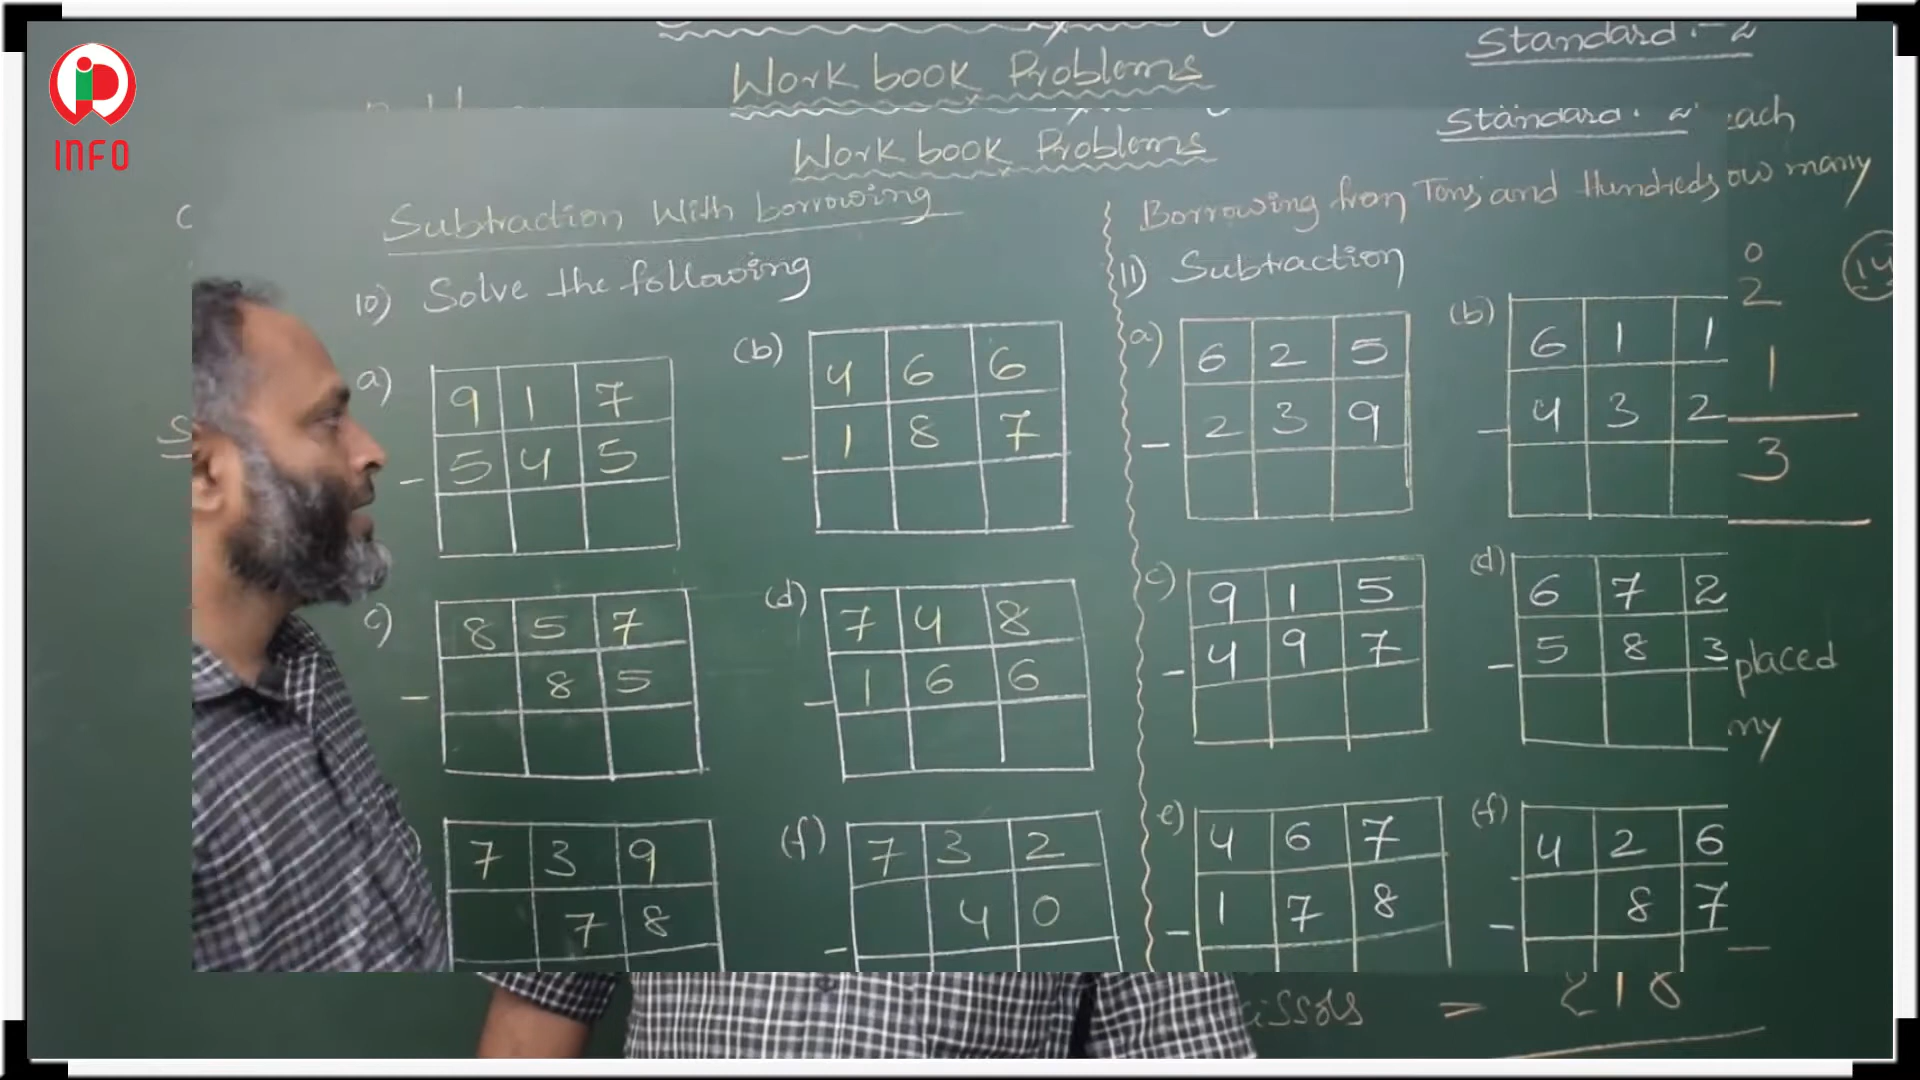 INFO
Standard :- 2
Work book Problems
Work book Problems
Standard. 2
each
Subtraction With borrowing
Borrowing from Tons and Hundreds
ow many
10) Solve the following
11) Subtraction
a)
9 1 7
- 5 4 5
(b)
4 6 6
- 1 8 7
c)
8 5 7
- 8 5
(d)
7 4 8
- 1 6 6
7 3 9
7 8
(f)
7 3 2
- 4 0
a)
6 2 5
- 2 3 9
(b)
6 1 1
- 4 3 2
c)
9 1 5
- 4 9 7
(d)
6 7 2
- 5 8 3
e)
4 6 7
- 1 7 8
(f)
4 2 6
- 8 7
0
2
14
1
3
placed
ny
issors = 218